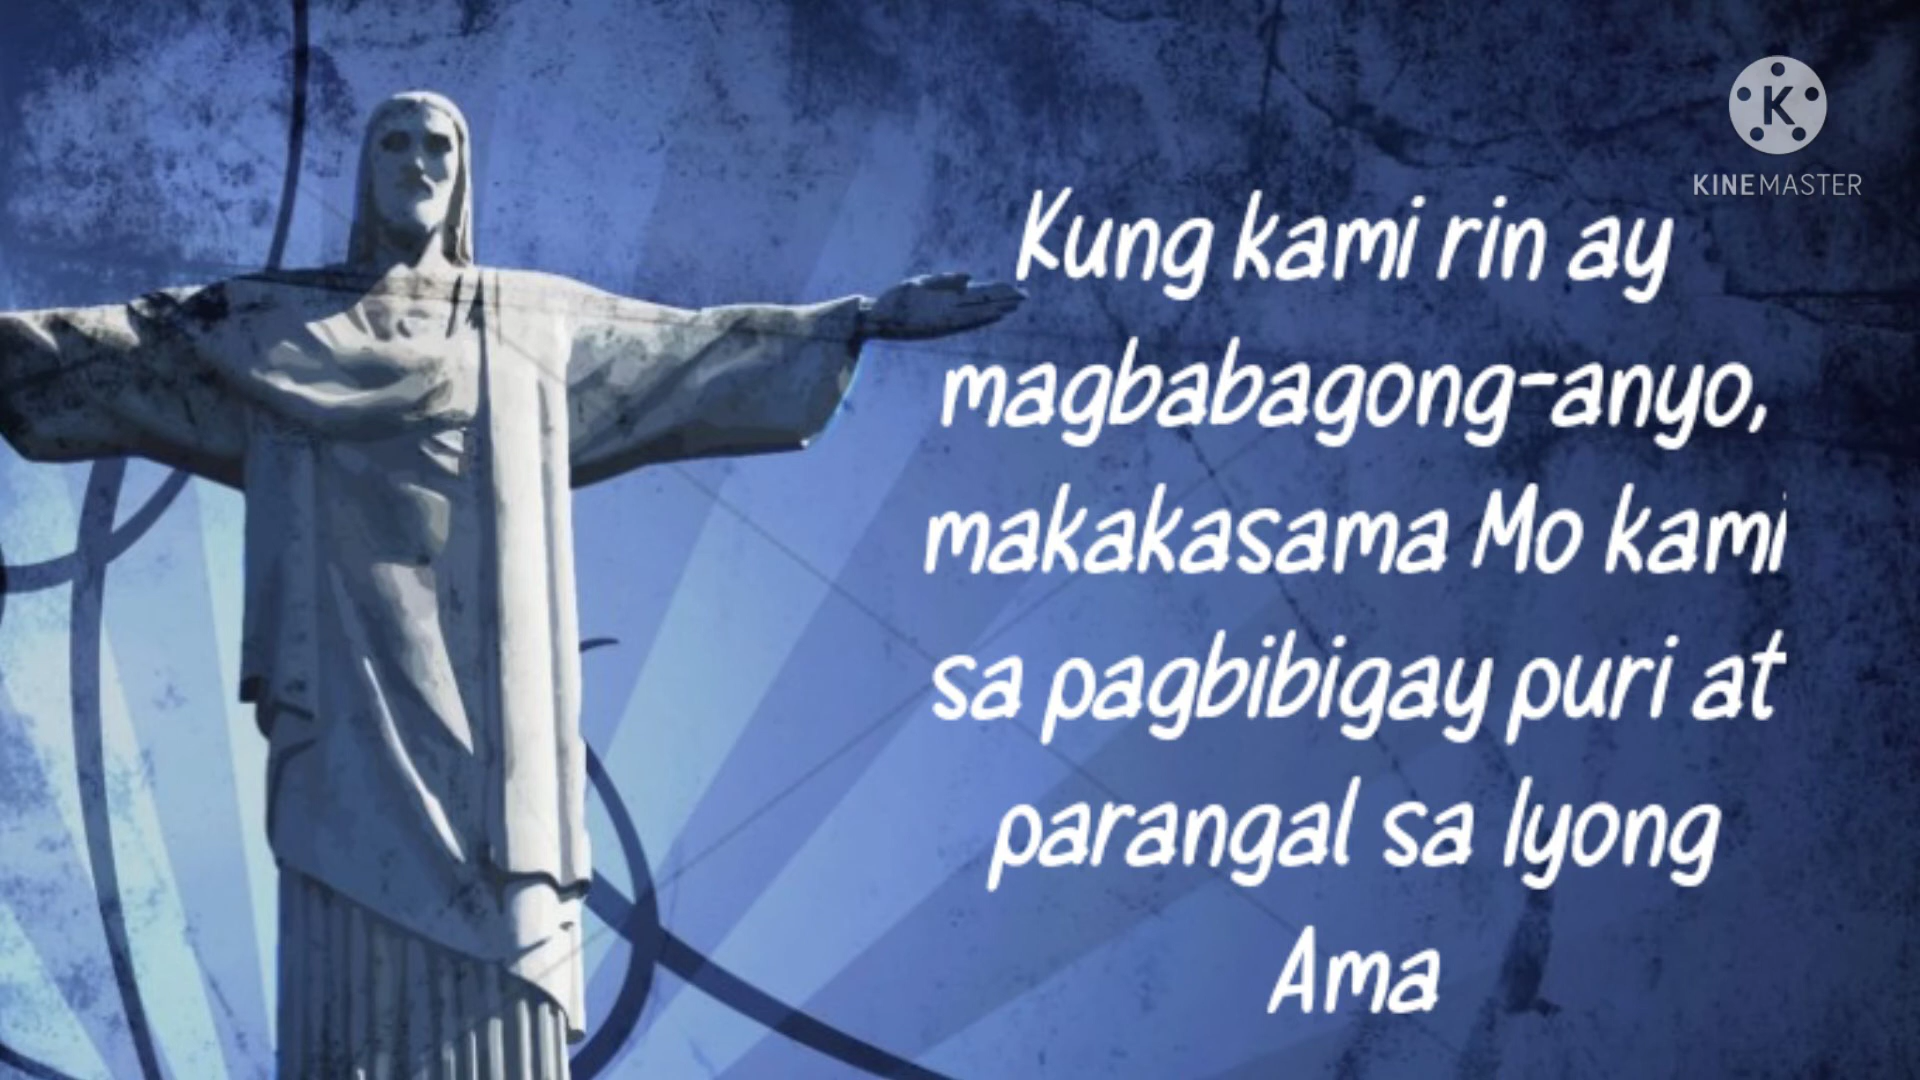 KINEMASTER
Kung kami rin ay
magbabagong-anyo,
makakasama Mo kami
sa pagbibigay puri at
parangal sa Iyong
Ama